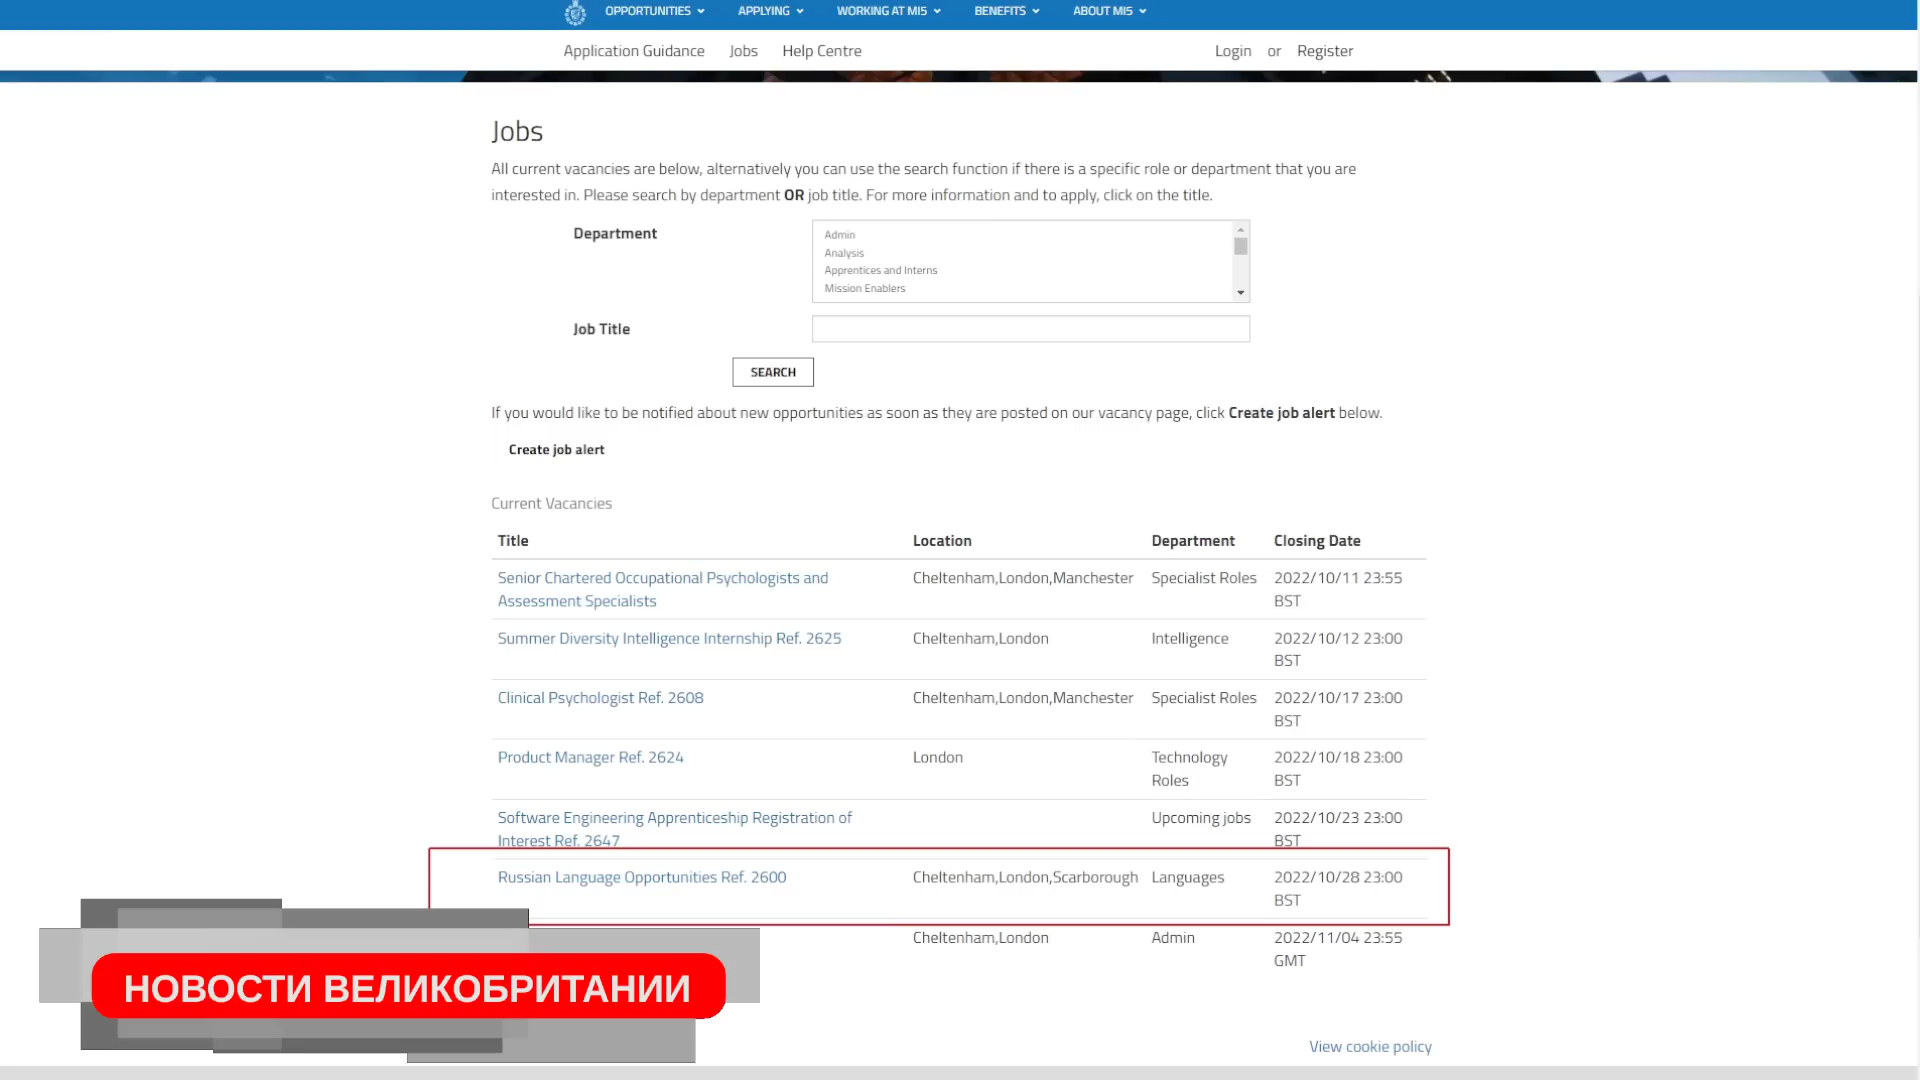 OPPORTUNITIES APPLYING WORKING AT MI5 BENEFITS ABOUT MI5
Application Guidance Jobs Help Centre Login or Register
Jobs
All current vacancies are below, alternatively you can use the search function if there is a specific role or department that you are
interested in. Please search by department OR job title. For more information and to apply, click on the title.
Department
Admin
Analysis
Apprentices and Interns
Mission Enablers
Job Title
SEARCH
If you would like to be notified about new opportunities as soon as they are posted on our vacancy page, click Create job alert below.
Create job alert
Current Vacancies
Title Location Department Closing Date
Senior Chartered Occupational Psychologists and Cheltenham,London,Manchester Specialist Roles 2022/10/11 23:55
Assessment Specialists BST
Summer Diversity Intelligence Internship Ref. 2625 Cheltenham,London Intelligence 2022/10/12 23:00
BST
Clinical Psychologist Ref. 2608 Cheltenham,London,Manchester Specialist Roles 2022/10/17 23:00
BST
Product Manager Ref. 2624 London Technology 2022/10/18 23:00
Roles BST
Software Engineering Apprenticeship Registration of Upcoming jobs 2022/10/23 23:00
Interest Ref. 2647 BST
Russian Language Opportunities Ref. 2600 Cheltenham,London,Scarborough Languages 2022/10/28 23:00
BST
Cheltenham,London Admin 2022/11/04 23:55
GMT
НОВОСТИ ВЕЛИКОБРИТАНИИ
View cookie policy